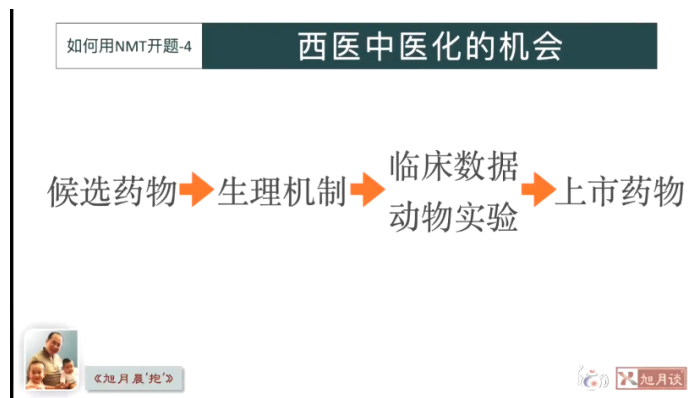 如何用NMT开题-4
西医中医化的机会
候选药物
生理机制
临床数据
动物实验
上市药物
《旭月晨‘抱’》
旭月谈